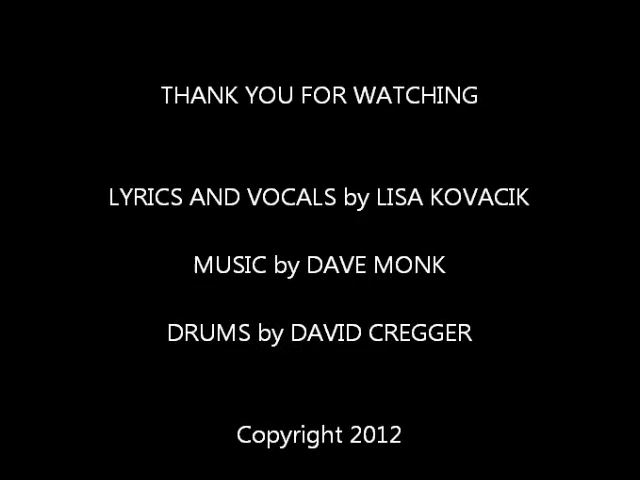 THANK YOU FOR WATCHING
LYRICS AND VOCALS by LISA KOVACIK
MUSIC by DAVE MONK
DRUMS by DAVID CREGGER
Copyright 2012